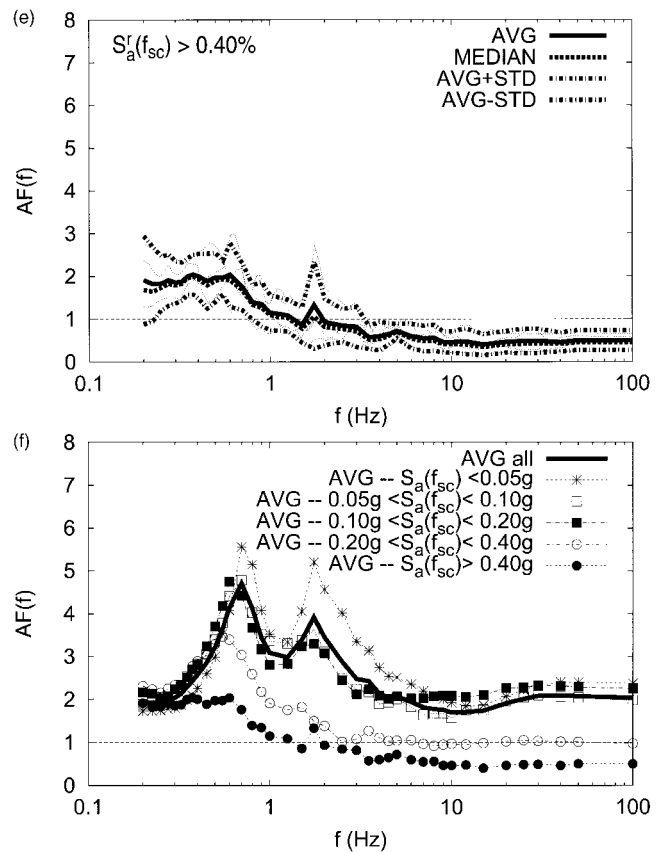 (e)
S_a^r(f_sc) > 0.40%
AVG
MEDIAN
AVG+STD
AVG-STD
8
7
6
5
4
3
2
1
0
AF(f)
0.1 1 10 100
f (Hz)
(f)
AVG all
AVG -- S_a(f_sc) <0.05g
AVG -- 0.05g <S_a(f_sc)< 0.10g
AVG -- 0.10g <S_a(f_sc)< 0.20g
AVG -- 0.20g <S_a(f_sc)< 0.40g
AVG -- S_a(f_sc)> 0.40g
8
7
6
5
4
3
2
1
0
AF(f)
0.1 1 10 100
f (Hz)